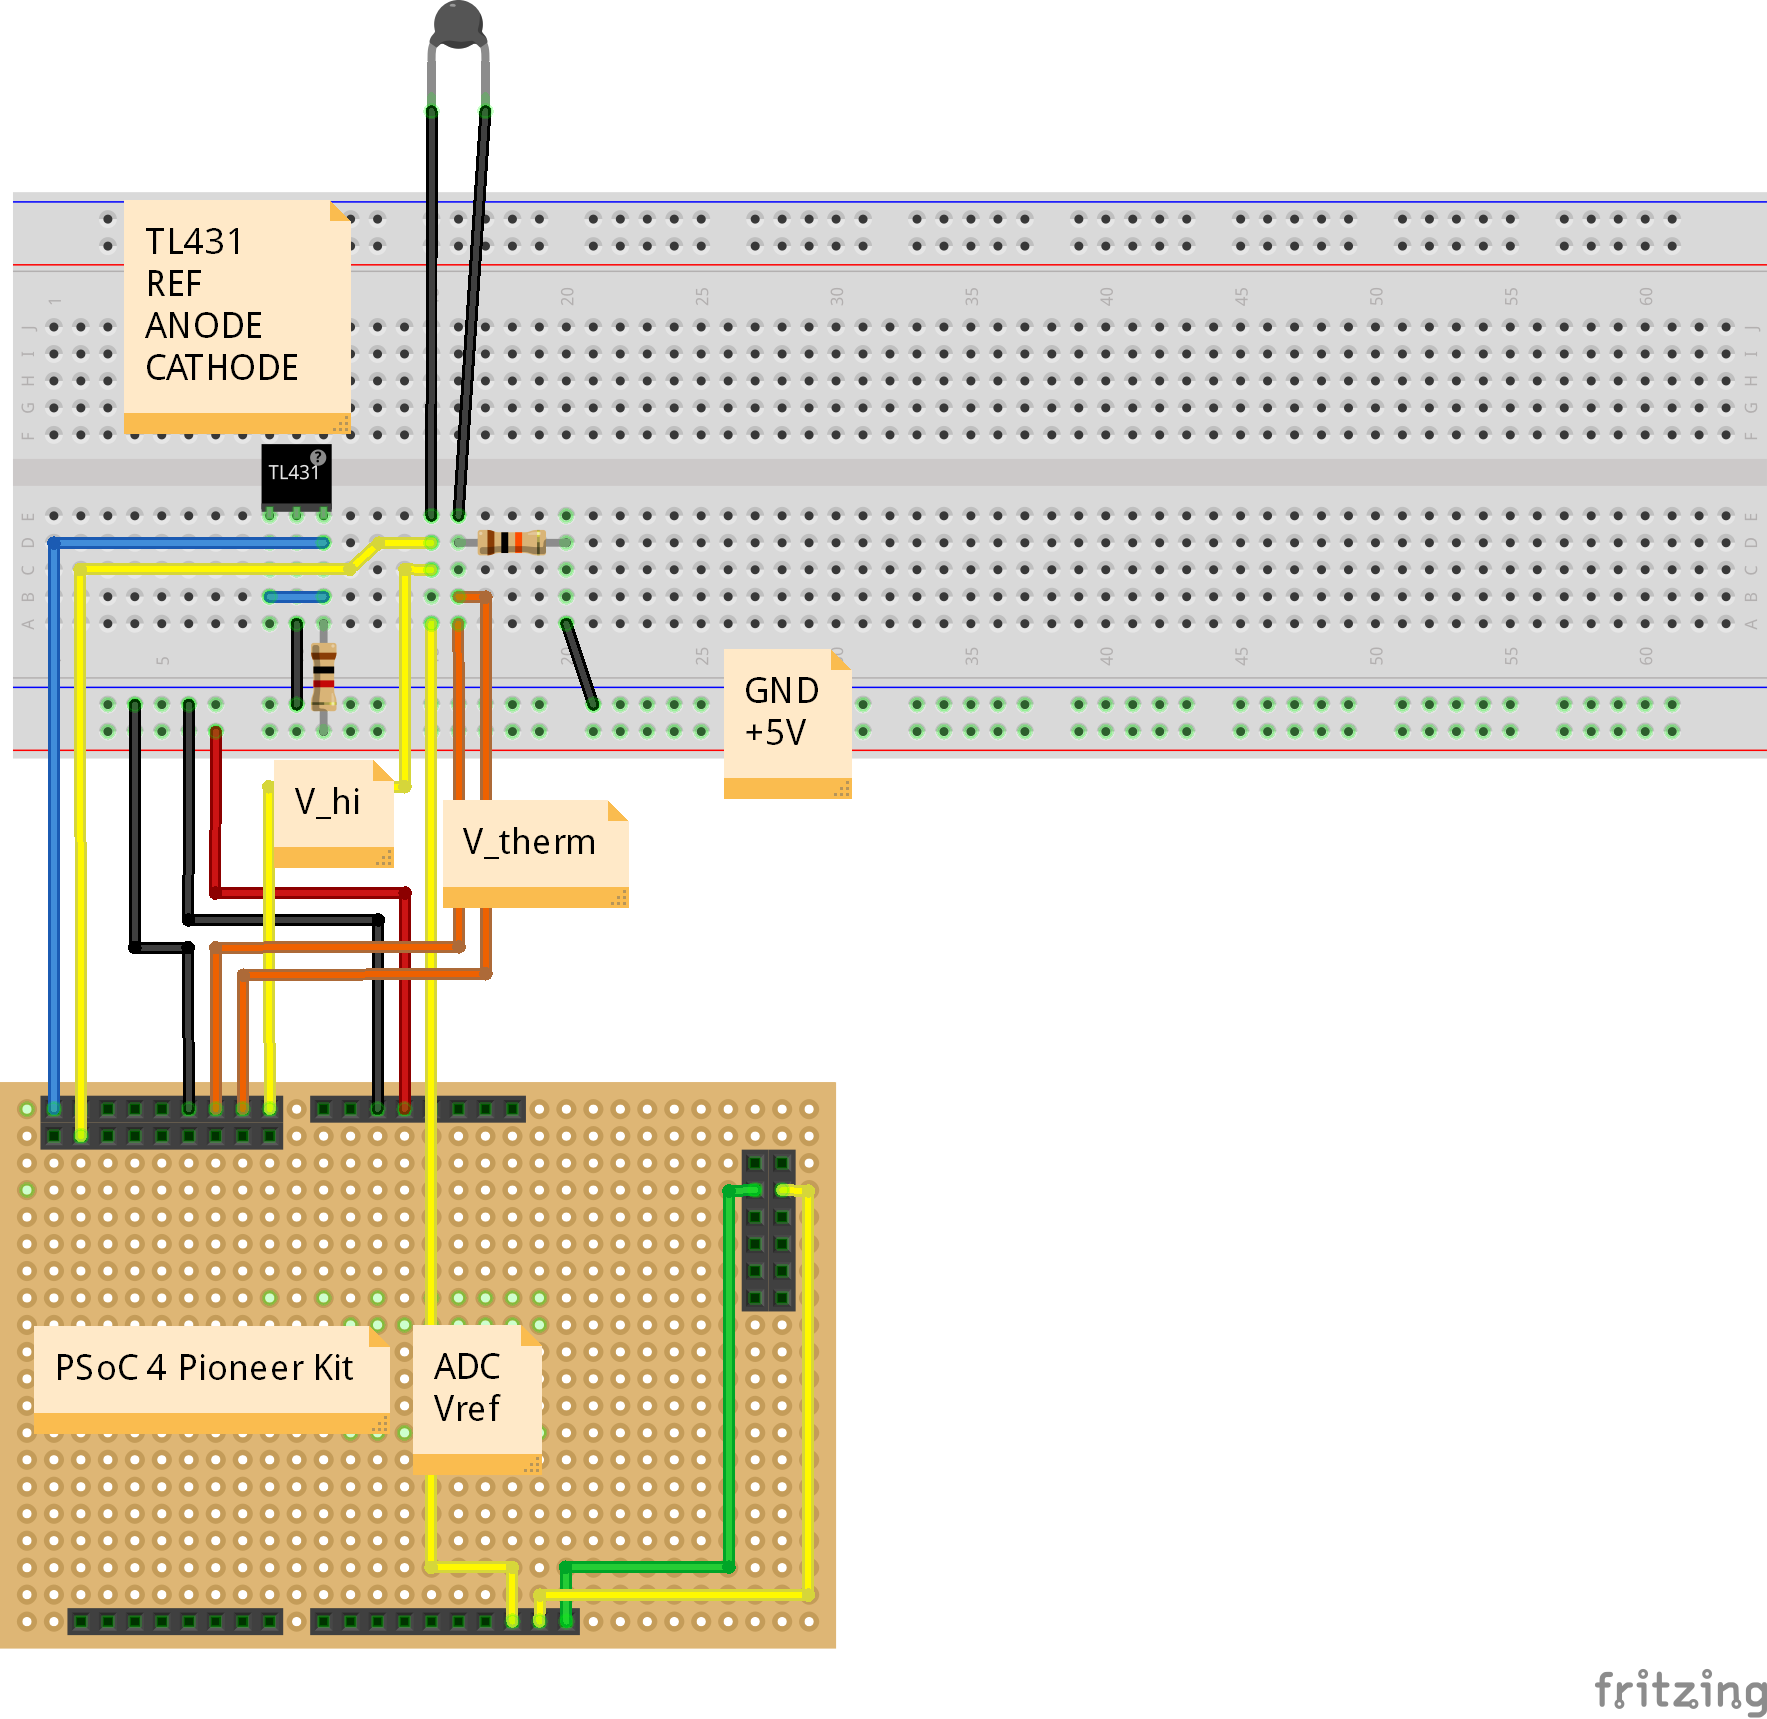 TL431
REF
ANODE
CATHODE
1 20 25 30 35 40 45 50 55 60
J J
I I
H H
G G
F F
TL431 ?
E E
D D
C C
B B
A A
5 25 35 40 45 50 55 60
GND
+5V
V_hi
V_therm
PSoC 4 Pioneer Kit
ADC
Vref
fritzing